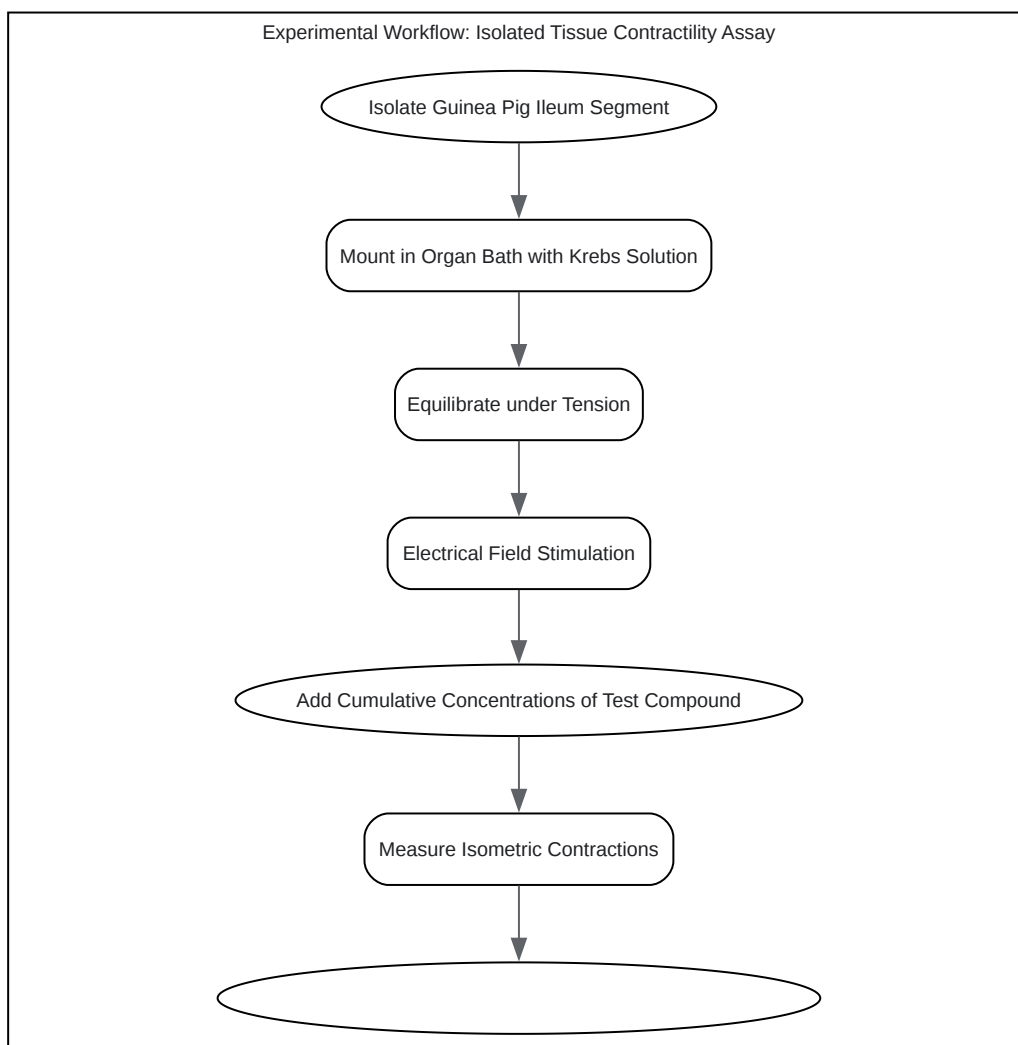 Experimental Workflow: Isolated Tissue Contractility Assay
Isolate Guinea Pig Ileum Segment
Mount in Organ Bath with Krebs Solution
Equilibrate under Tension
Electrical Field Stimulation
Add Cumulative Concentrations of Test Compound
Measure Isometric Contractions